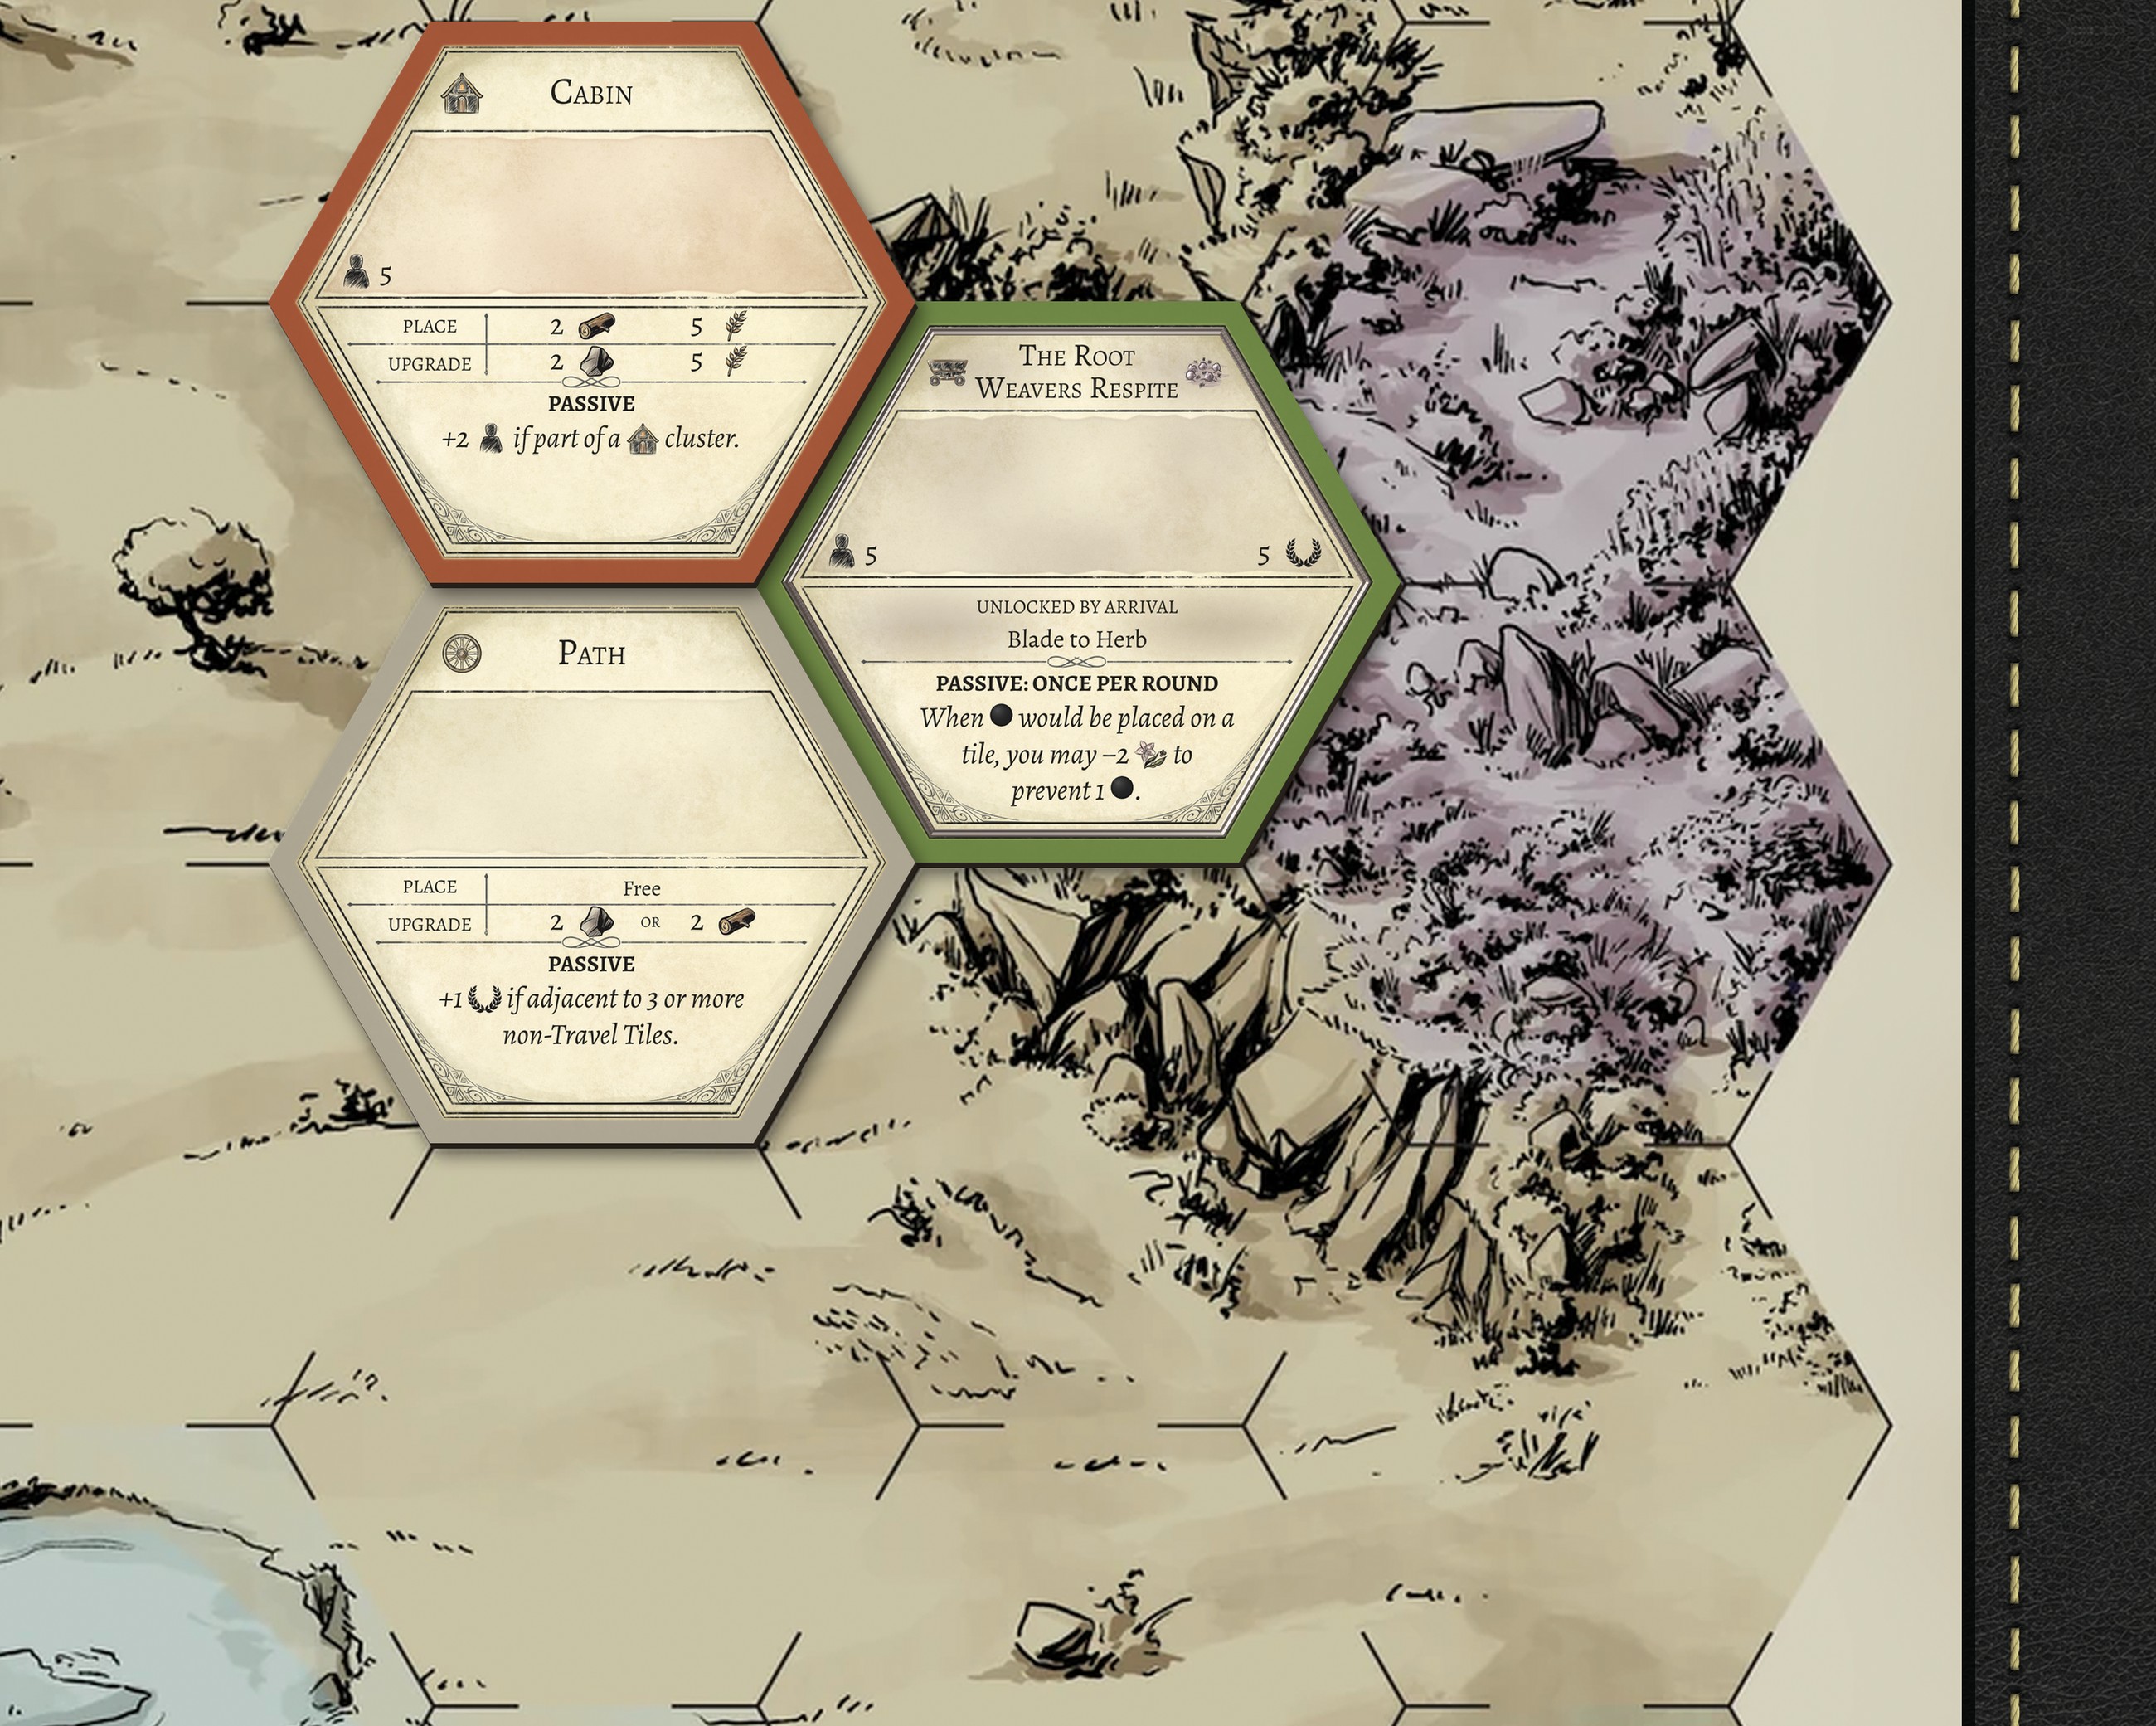 Cabin
5
PLACE 2 5
UPGRADE 2 5
PASSIVE
+2 if part of a cluster.
The Root
Weavers Respite
5 5
UNLOCKED BY ARRIVAL
Blade to Herb
PASSIVE: ONCE PER ROUND
When would be placed on a
tile, you may –2 to
prevent 1 .
Path
PLACE Free
UPGRADE 2 OR 2
PASSIVE
+1 if adjacent to 3 or more
non-Travel Tiles.